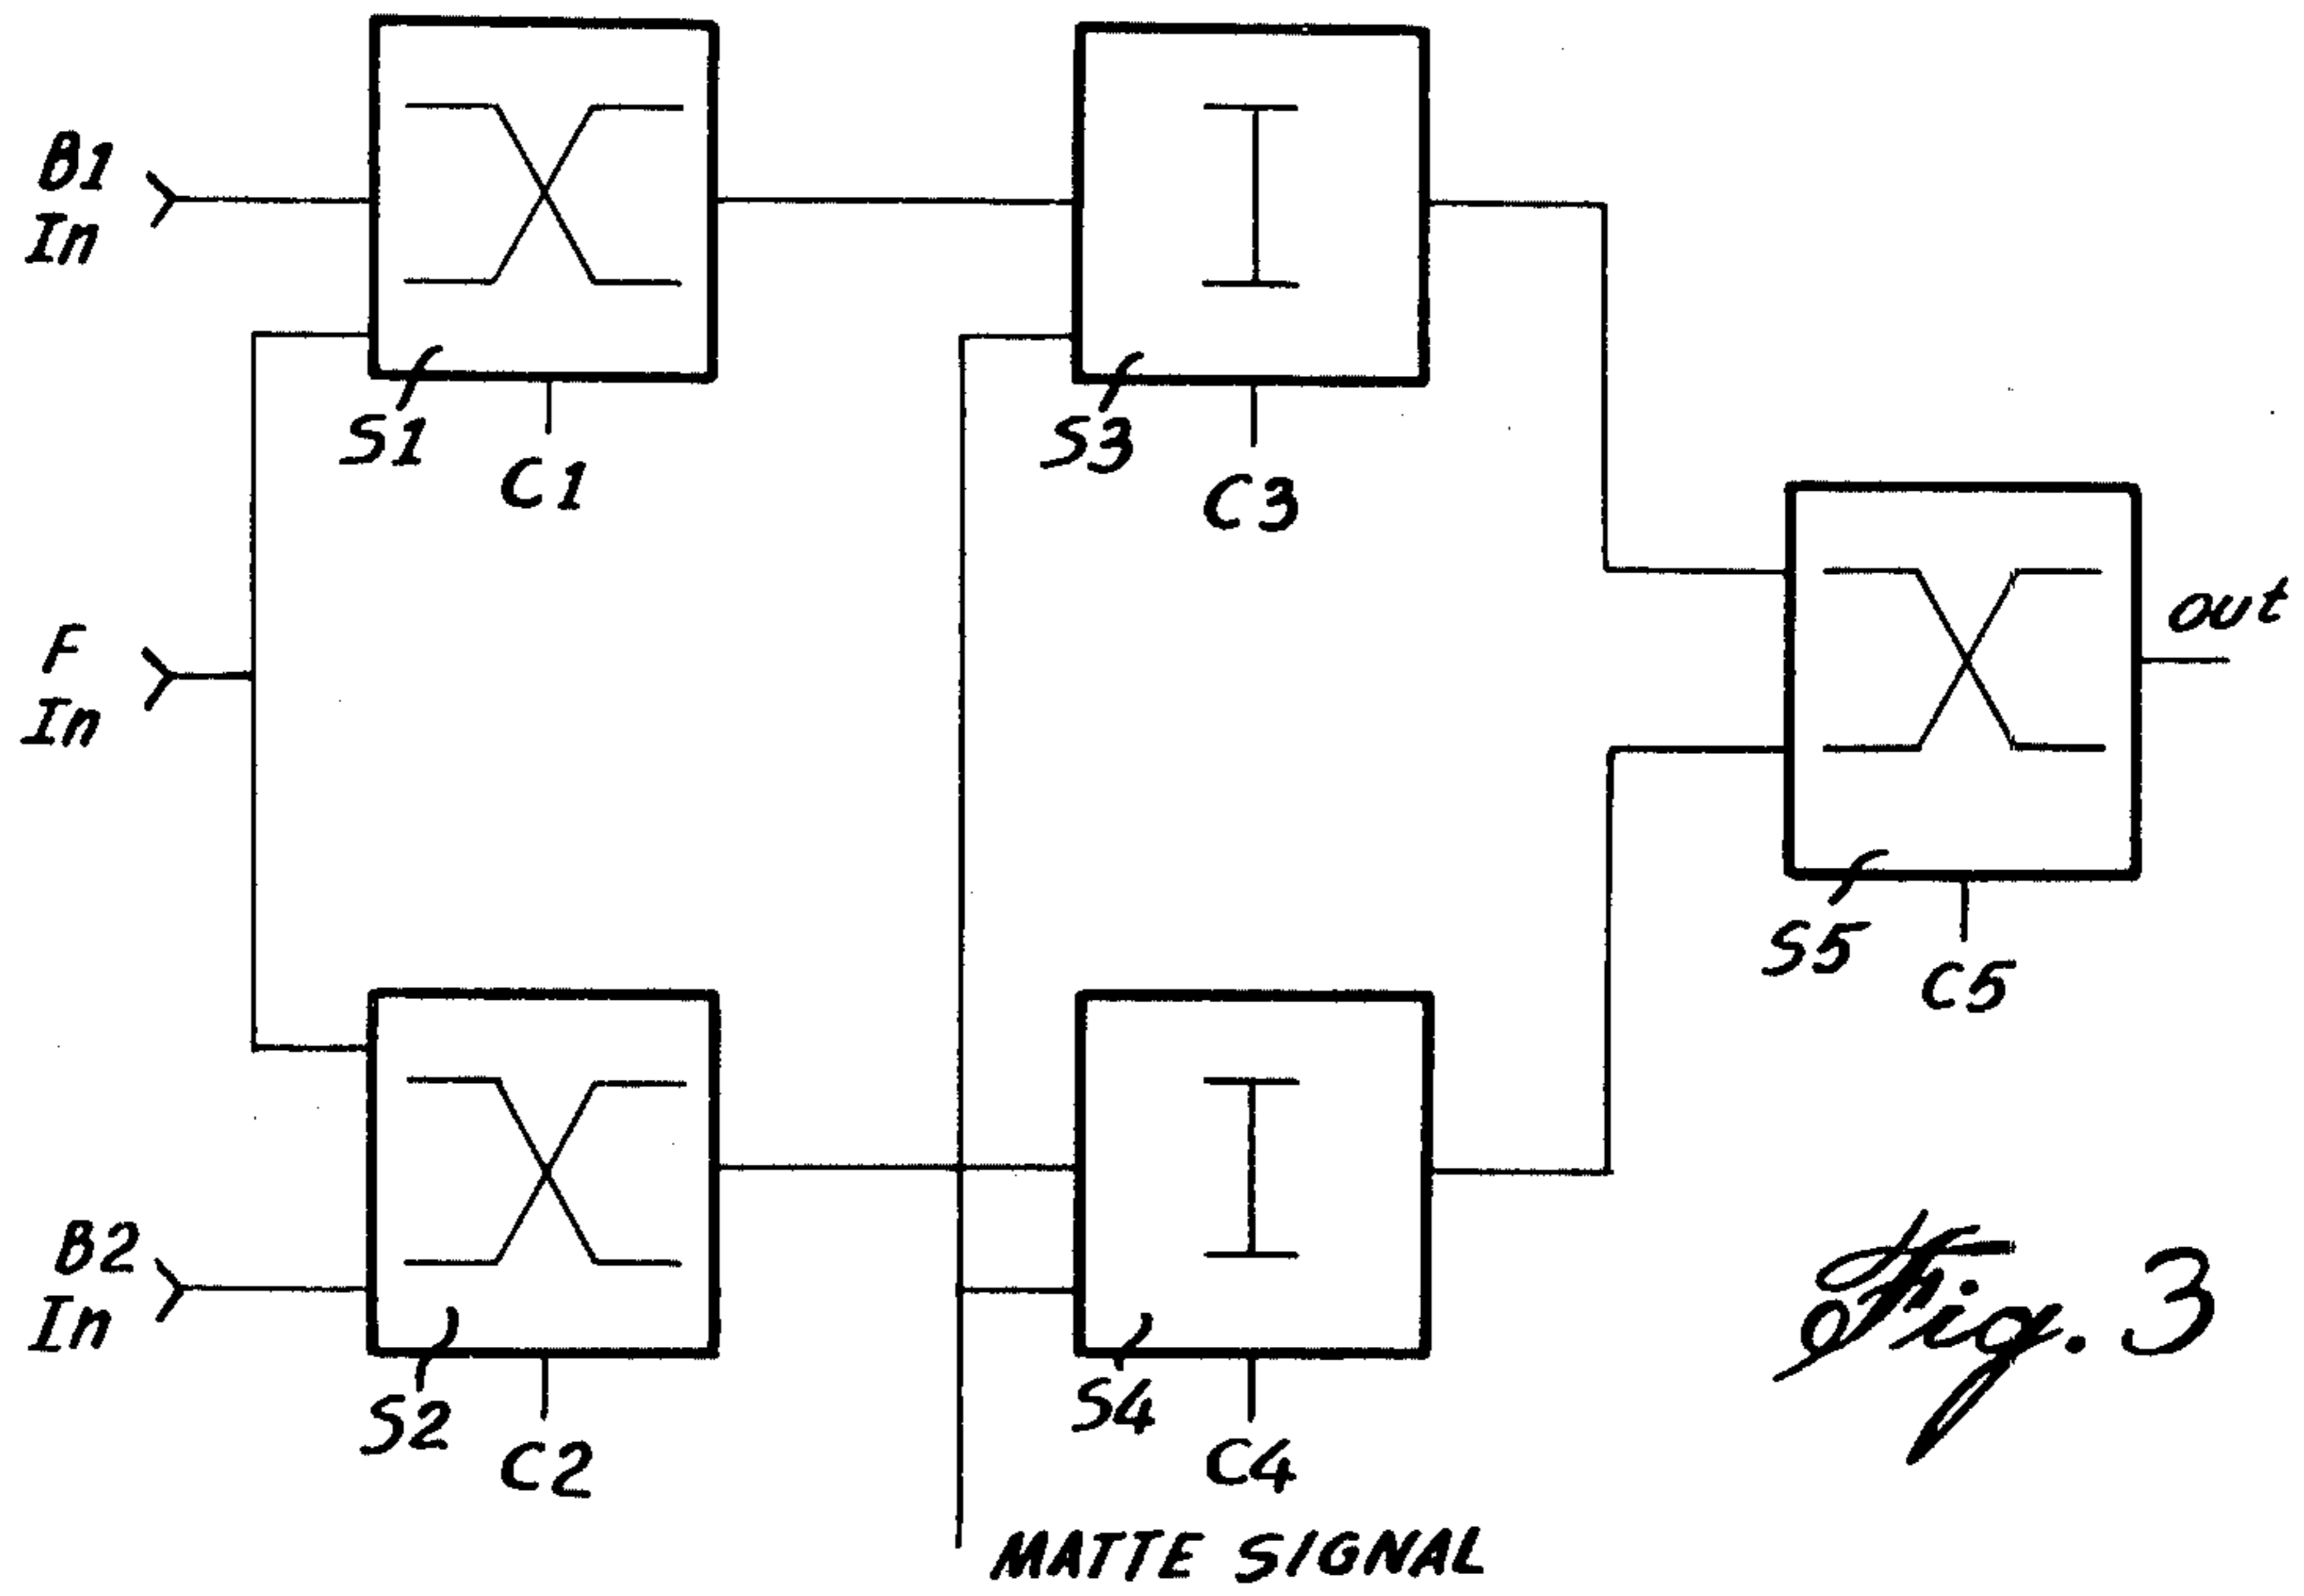 B1
In
S1
C1
S3
C3
F
In
out
S5
C5
B2
In
S2
C2
S4
C4
MATTE SIGNAL
Fig. 3